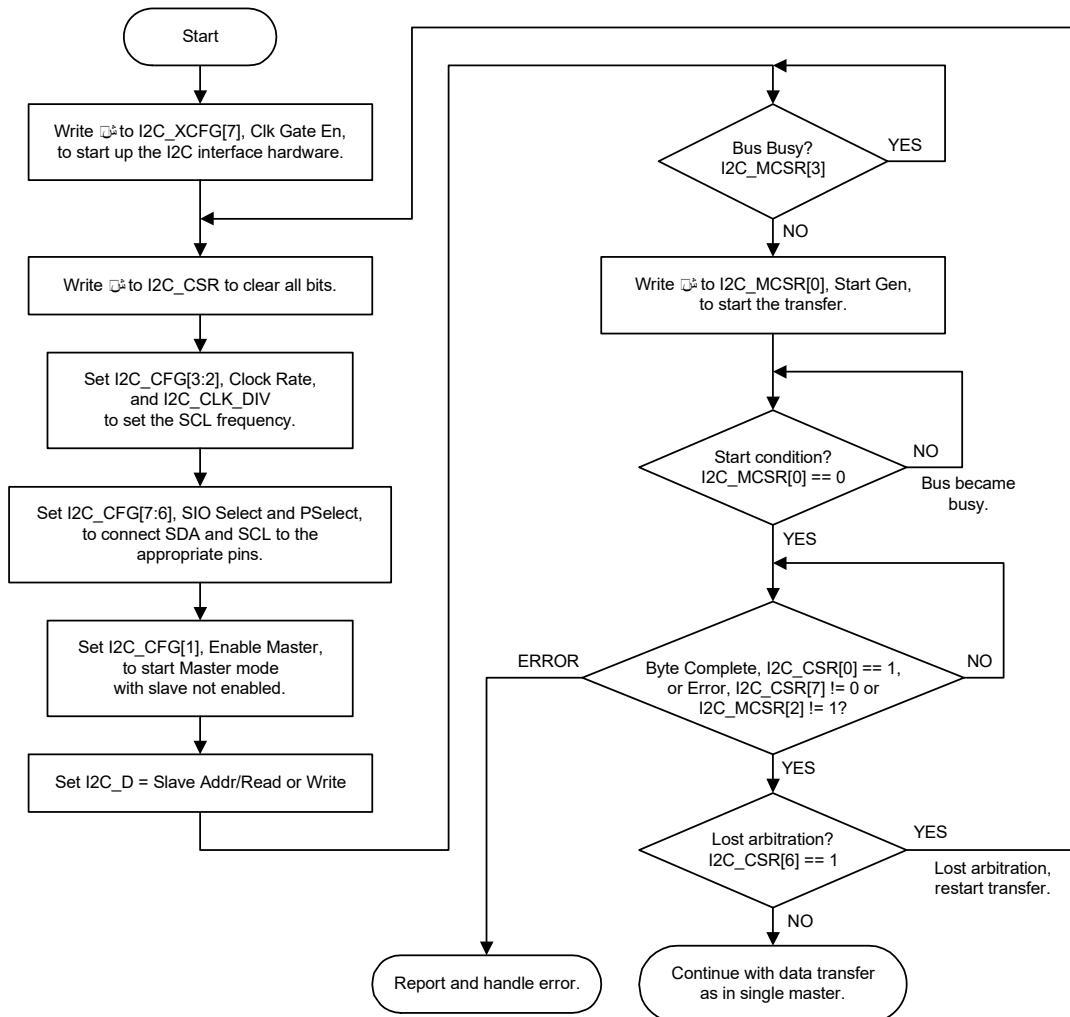 Start
Write to I2C_XCFG[7], Clk Gate En,
to start up the I2C interface hardware.
Write to I2C_CSR to clear all bits.
Set I2C_CFG[3:2], Clock Rate,
and I2C_CLK_DIV
to set the SCL frequency.
Set I2C_CFG[7:6], SIO Select and PSelect,
to connect SDA and SCL to the
appropriate pins.
Set I2C_CFG[1], Enable Master,
to start Master mode
with slave not enabled.
Set I2C_D = Slave Addr/Read or Write
Bus Busy?
I2C_MCSR[3]
YES
NO
Write to I2C_MCSR[0], Start Gen,
to start the transfer.
Start condition?
I2C_MCSR[0] == 0
NO
Bus became
busy.
YES
ERROR
Byte Complete, I2C_CSR[0] == 1,
or Error, I2C_CSR[7] != 0 or
I2C_MCSR[2] != 1?
NO
YES
Lost arbitration?
I2C_CSR[6] == 1
YES
Lost arbitration,
restart transfer.
NO
Report and handle error.
Continue with data transfer
as in single master.